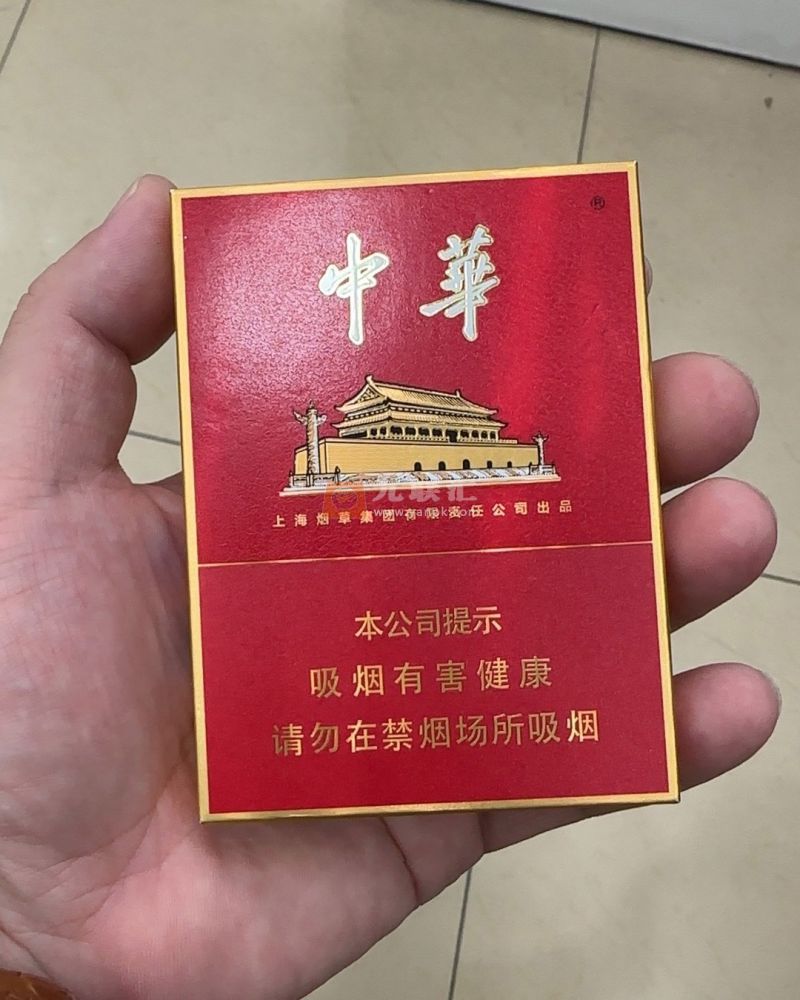 ®
中華
上海烟草集团有限责任公司出品
本公司提示
吸烟有害健康
请勿在禁烟场所吸烟